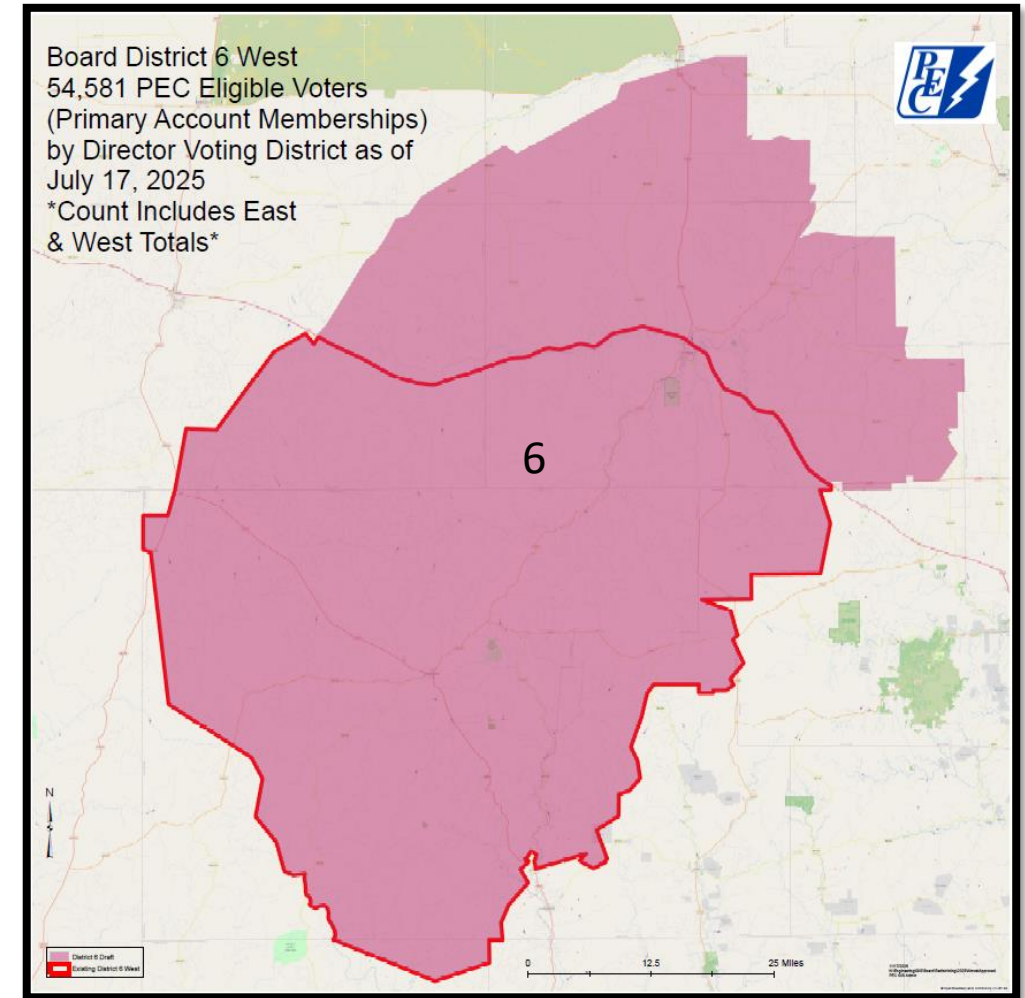 Board District 6 West
54,581 PEC Eligible Voters
(Primary Account Memberships)
by Director Voting District as of
July 17, 2025
*Count Includes East
& West Totals*
PEC
6
N
District 6 Draft
Existing District 6 West
0 12.5 25 Miles